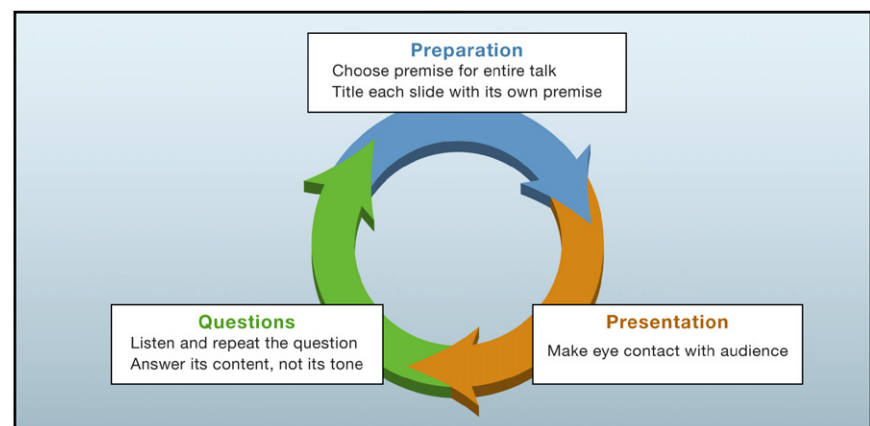 Preparation
Choose premise for entire talk
Title each slide with its own premise
Questions
Listen and repeat the question
Answer its content, not its tone
Presentation
Make eye contact with audience